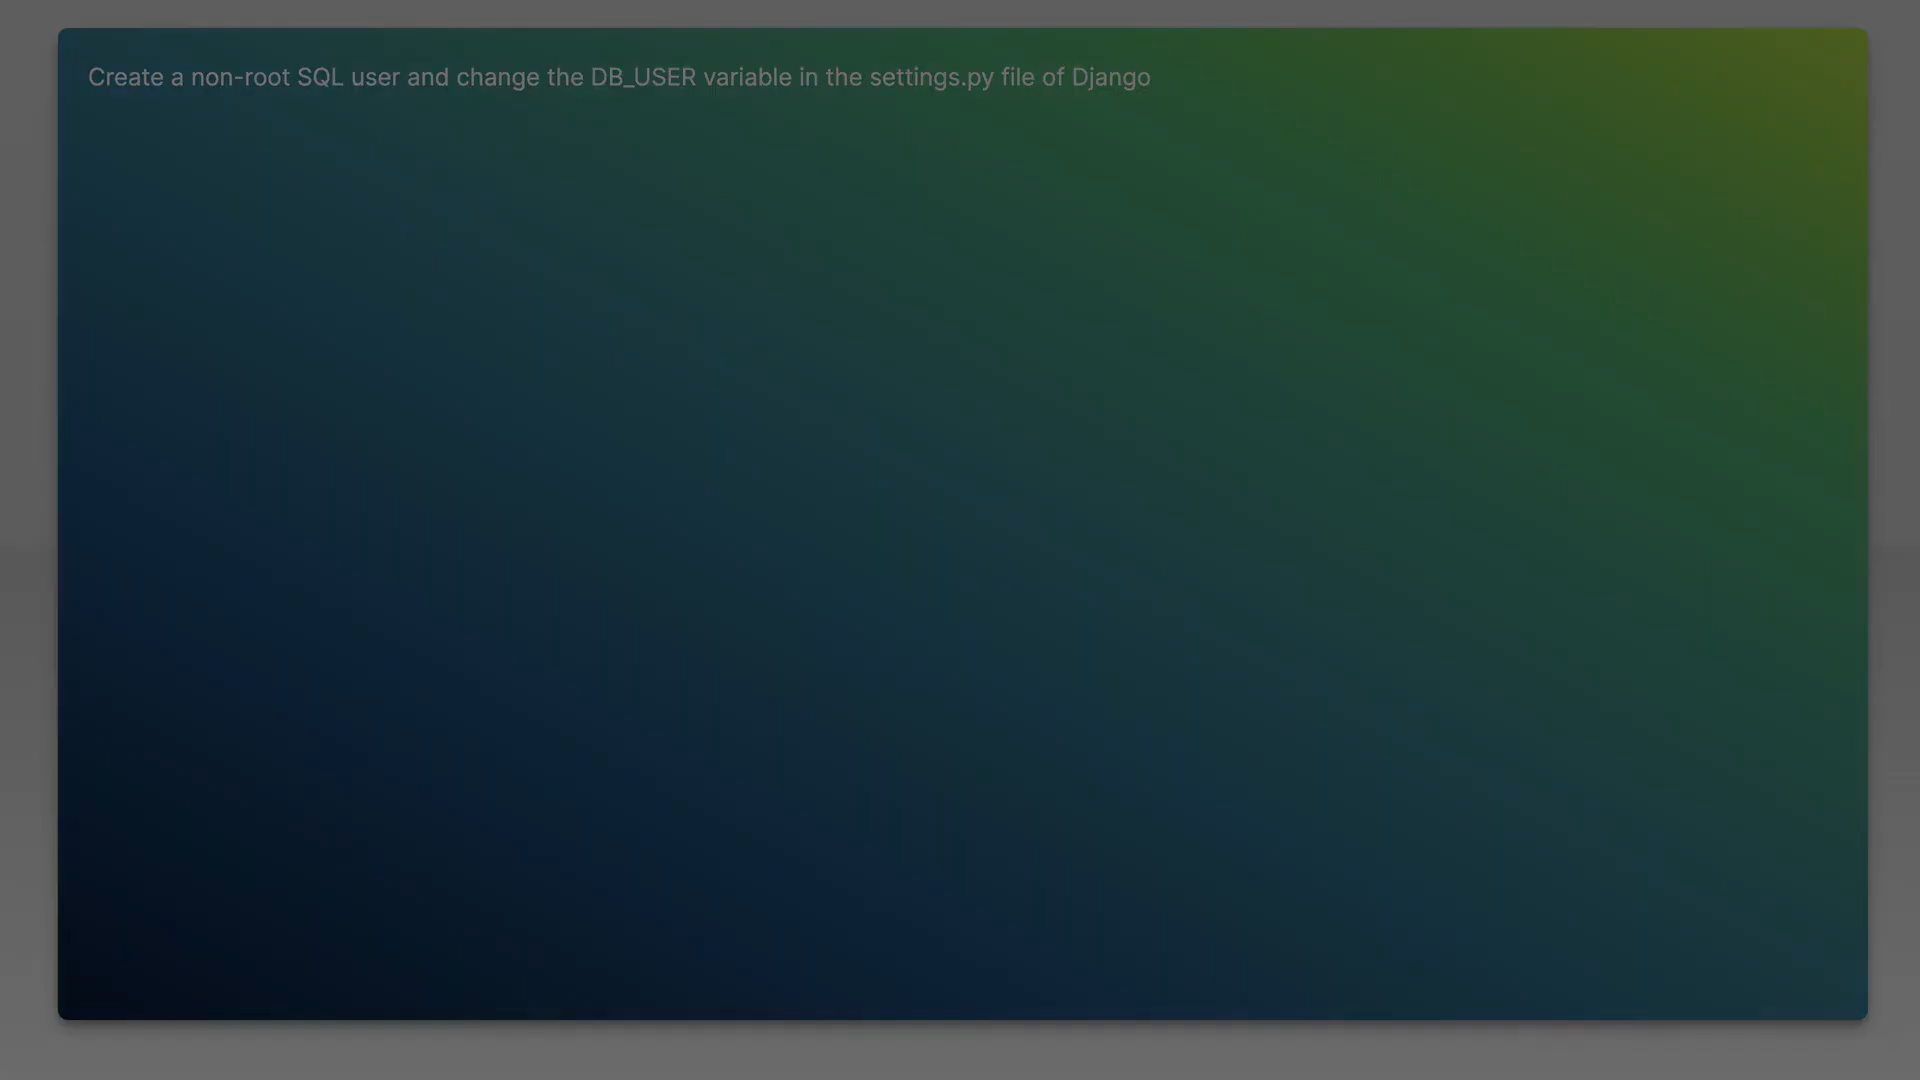 Create a non-root SQL user and change the DB_USER variable in the settings.py file of Django